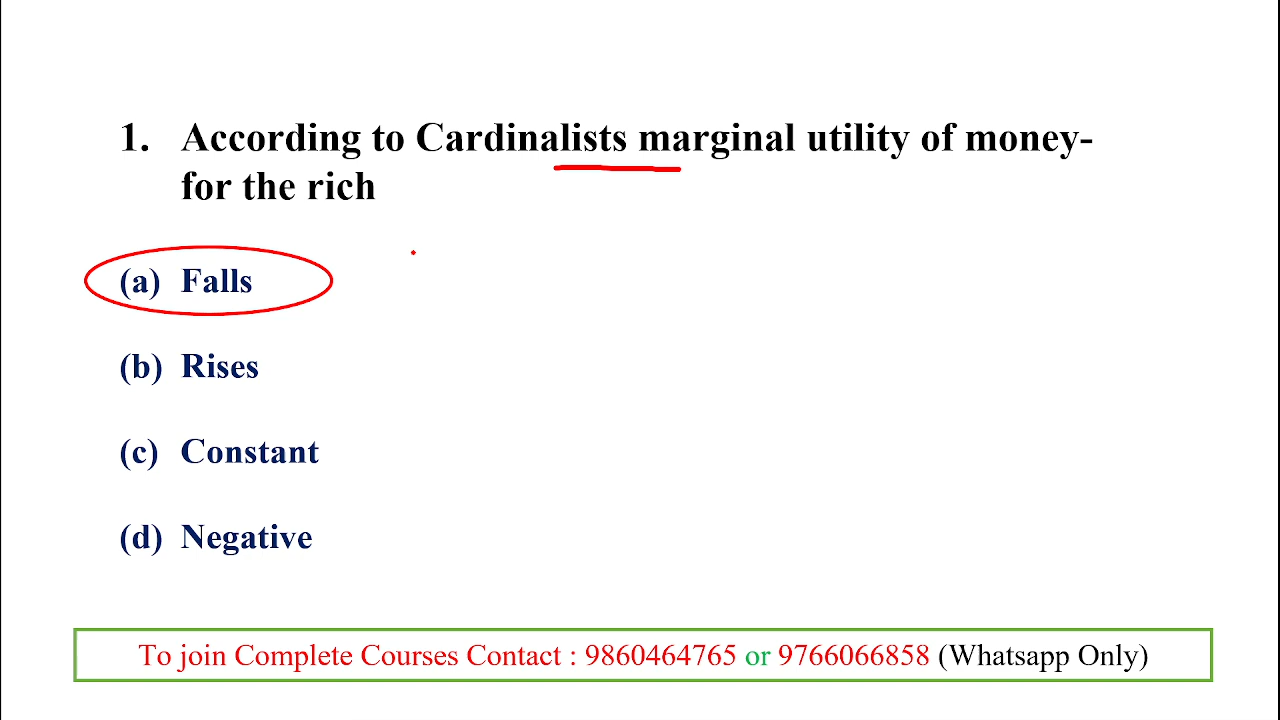 1. According to Cardinalists marginal utility of money-
for the rich
(a) Falls
(b) Rises
(c) Constant
(d) Negative
To join Complete Courses Contact : 9860464765 or 9766066858 (Whatsapp Only)